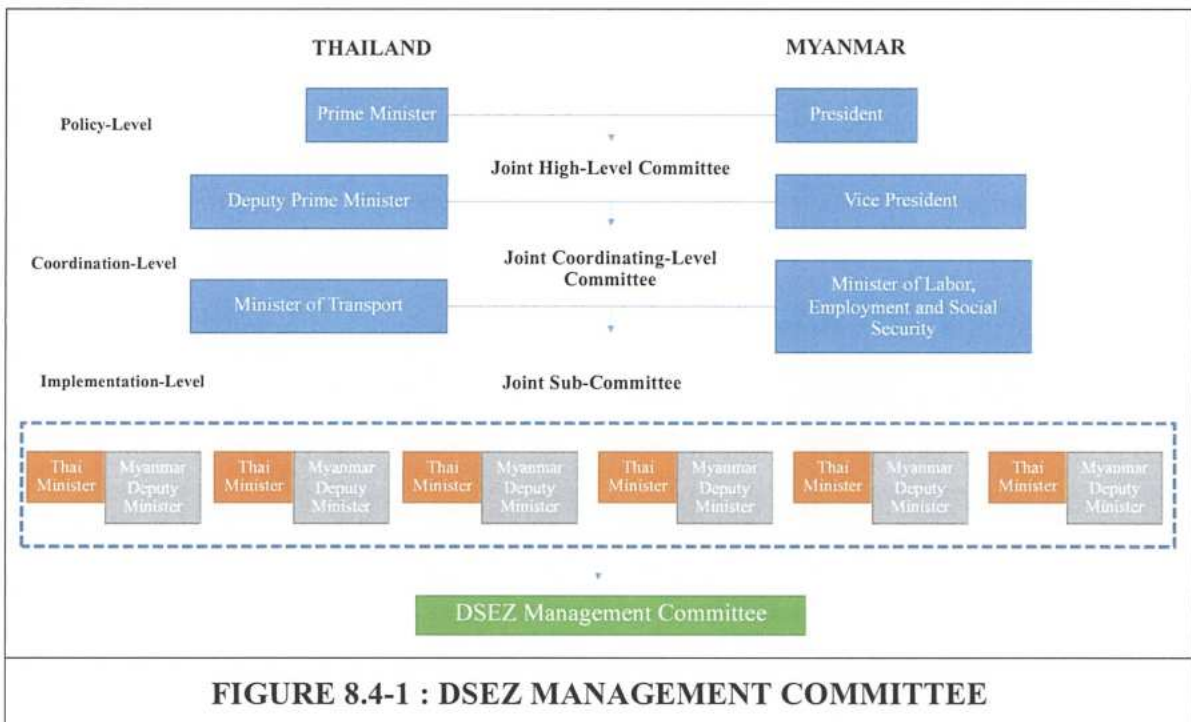 THAILAND
MYANMAR
Policy-Level
Prime Minister
President
Joint High-Level Committee
Deputy Prime Minister
Vice President
Coordination-Level
Joint Coordinating-Level
Committee
Minister of Transport
Minister of Labor,
Employment and Social
Security
Implementation-Level
Joint Sub-Committee
Thai
Minister
Myanmar
Deputy
Minister
Thai
Minister
Myanmar
Deputy
Minister
Thai
Minister
Myanmar
Deputy
Minister
Thai
Minister
Myanmar
Deputy
Minister
Thai
Minister
Myanmar
Deputy
Minister
Thai
Minister
Myanmar
Deputy
Minister
DSEZ Management Committee
FIGURE 8.4-1 : DSEZ MANAGEMENT COMMITTEE